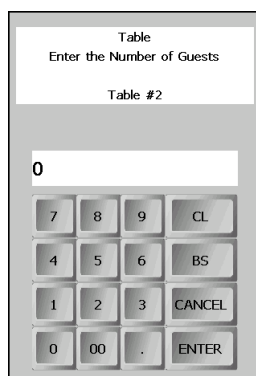 Table
Enter the Number of Guests
Table #2
0
7 8 9 CL
4 5 6 BS
1 2 3 CANCEL
0 00 . ENTER